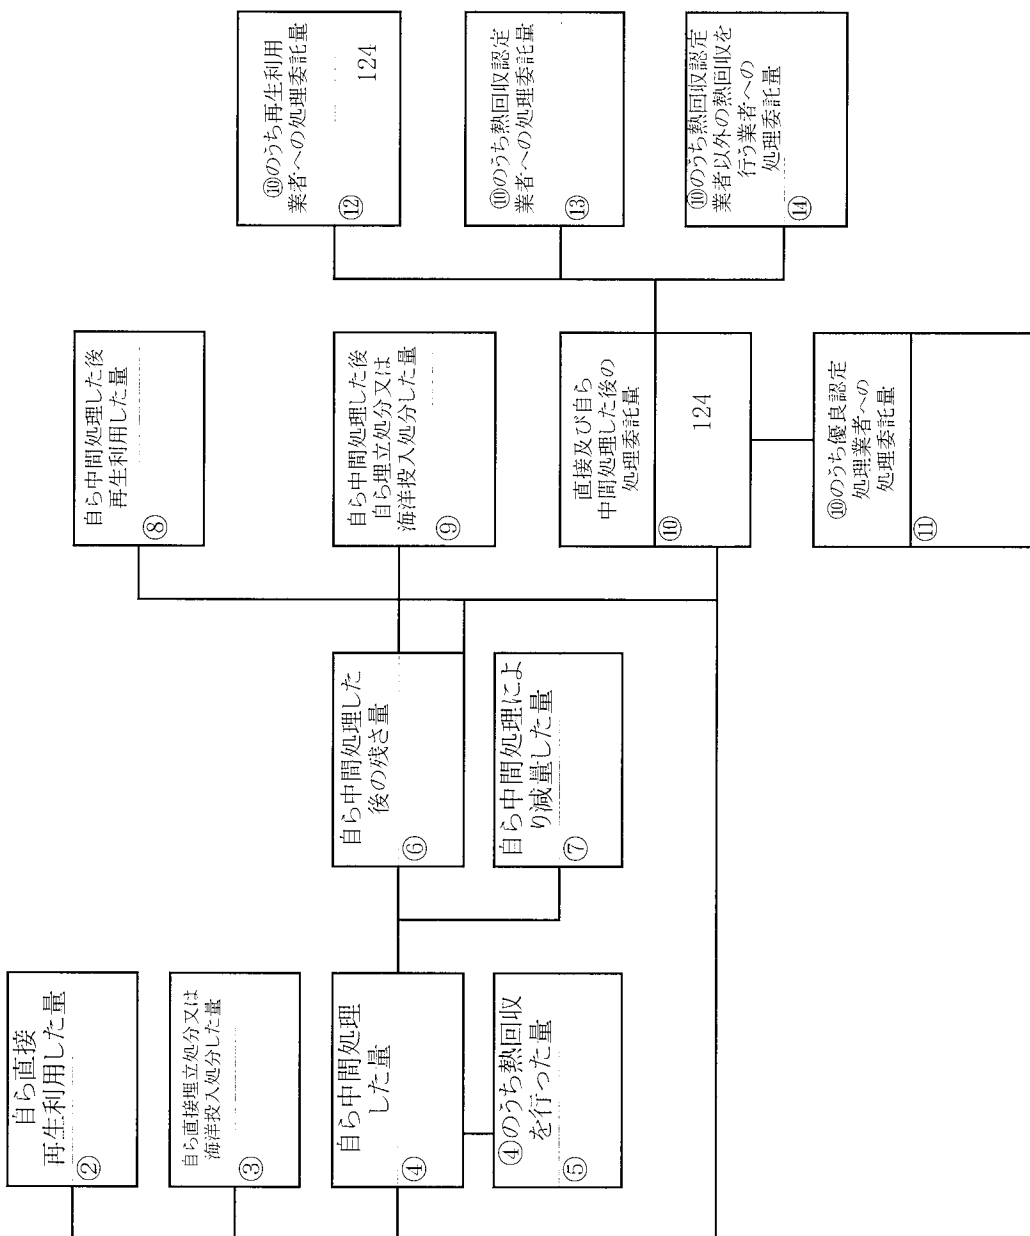 自ら直接
再生利用した量
②
自ら直接埋立処分又は
海洋投入処分した量
③
自ら中間処理
した量
④
④のうち熱回収
を行った量
⑤
自ら中間処理した
後の残さ量
⑥
自ら中間処理によ
り減量した量
⑦
自ら中間処理した後
再生利用した量
⑧
自ら中間処理した後
自ら埋立処分又は
海洋投入処分した量
⑨
直接及び自ら
中間処理した後の
処理委託量
⑩
124
⑩のうち優良認定
処理業者への
処理委託量
⑪
⑩のうち再生利用
業者への処理委託量
⑫
124
⑩のうち熱回収認定
業者への処理委託量
⑬
⑩のうち熱回収認定
業者以外の熱回収を
行う業者への
処理委託量
⑭